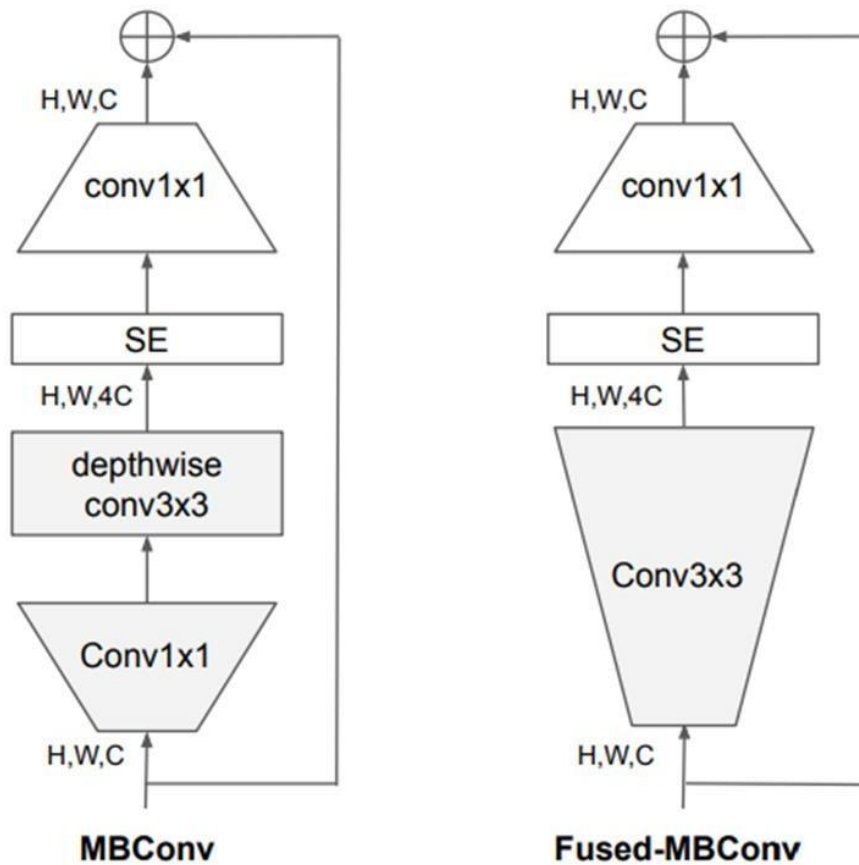 H,W,C
conv1x1
SE
H,W,4C
depthwise
conv3x3
Conv1x1
H,W,C
MBConv
H,W,C
conv1x1
SE
H,W,4C
Conv3x3
H,W,C
Fused-MBConv